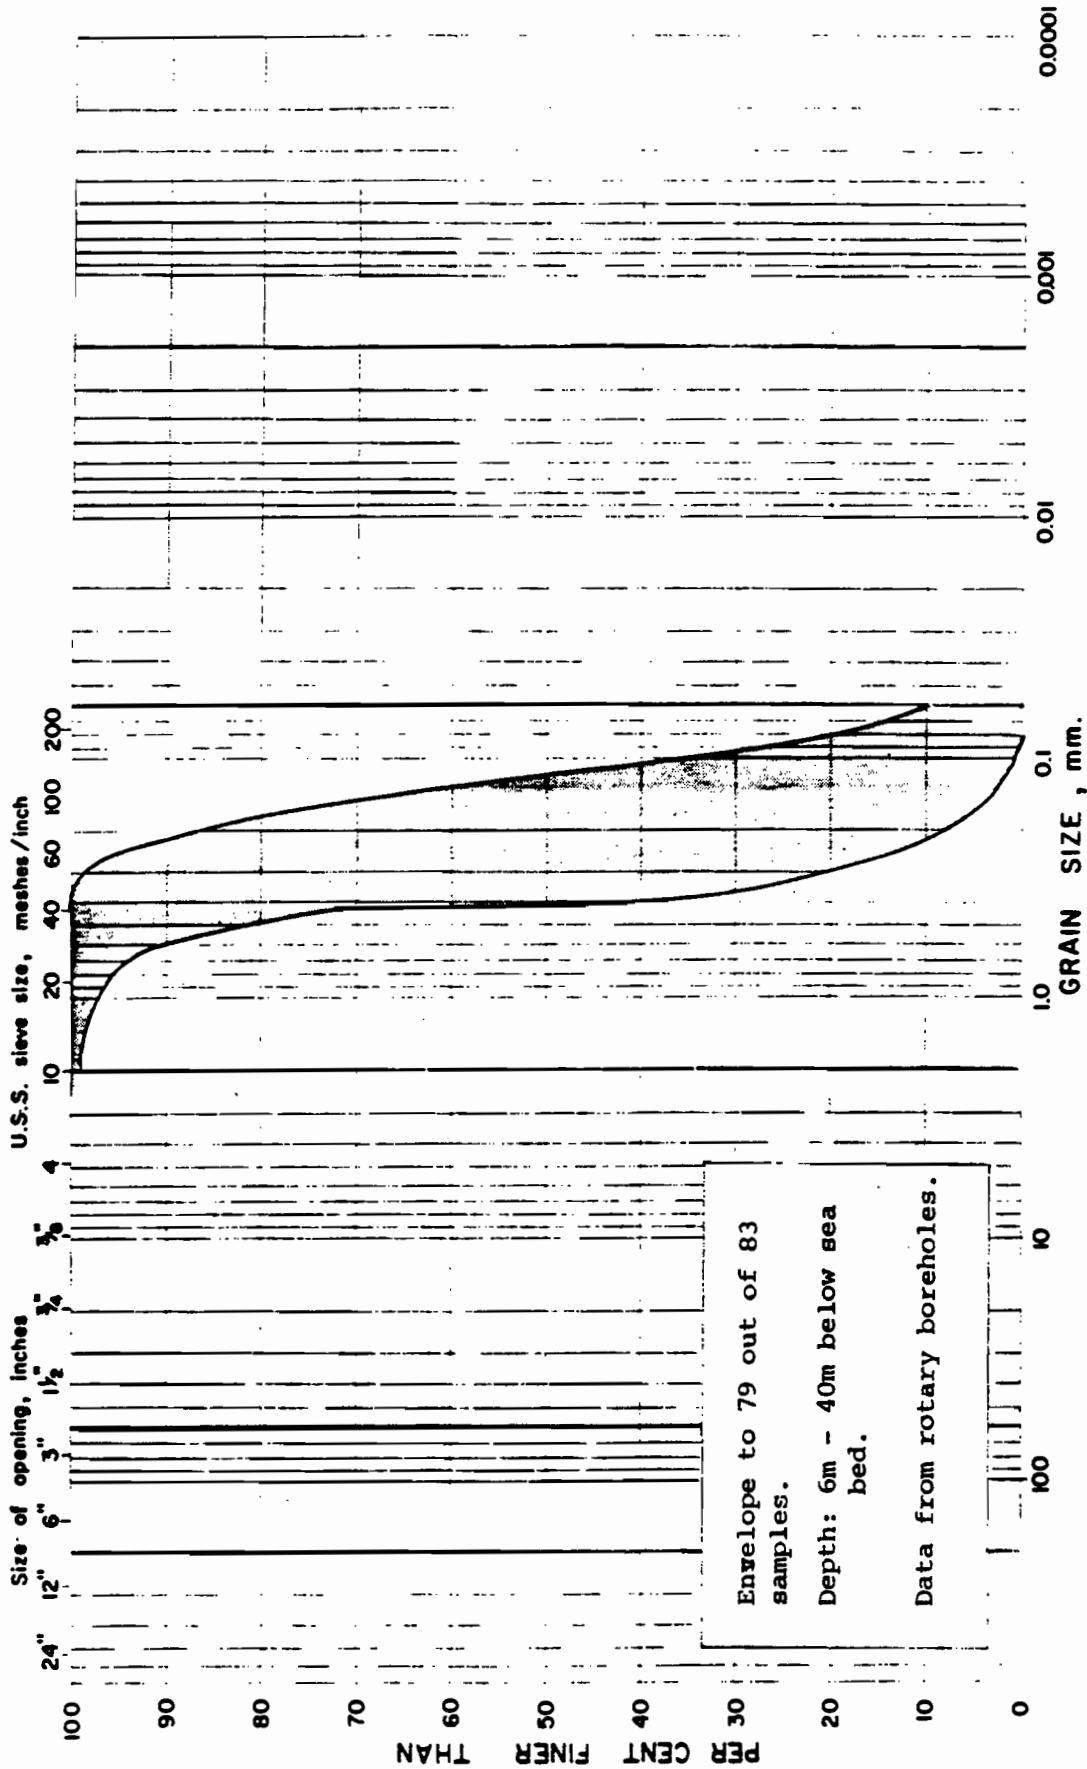 Size of opening, inches
U.S.S. sieve size, meshes/inch
24" 12" 6" 3" 1½" ¾" ⅜" 4 10 20 40 60 100 200
PER CENT FINER THAN
100
90
80
70
60
50
40
30
20
10
0
Envelope to 79 out of 83
samples.
Depth: 6m - 40m below sea
bed.
Data from rotary boreholes.
100 10 1.0 0.1 0.01 0.001 0.0001
GRAIN SIZE, mm.